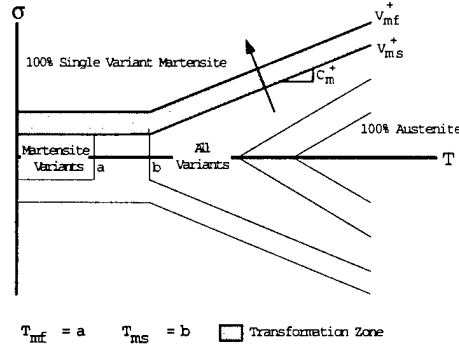 σ
V+mf
V+ms
100% Single Variant Martensite
C+m
100% Austenite
Martensite
Variants
All
Variants
a
b
T
Tmf = a Tms = b Transformation Zone